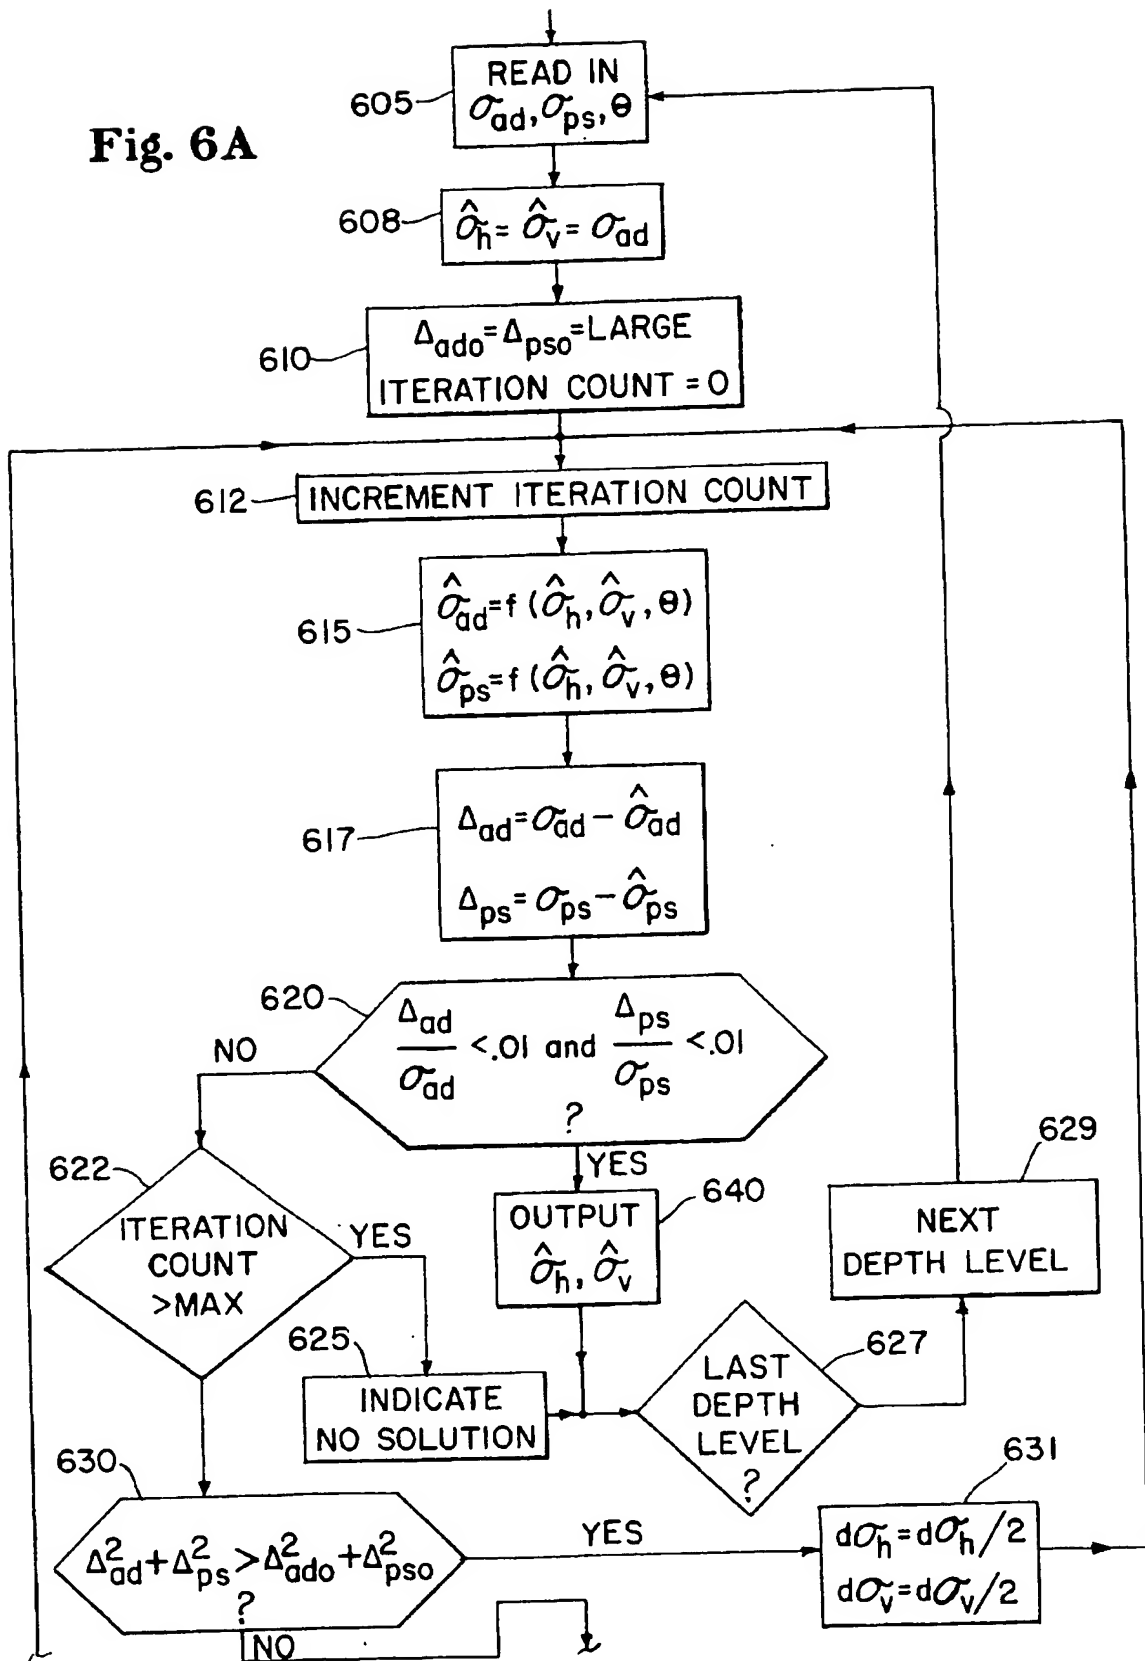 Fig. 6A
605
READ IN
σad, σps, θ
608
σ̂h = σ̂v = σad
610
Δado = Δpso = LARGE
ITERATION COUNT = 0
612
INCREMENT ITERATION COUNT
615
σ̂ad = f (σ̂h, σ̂v, θ)
σ̂ps = f (σ̂h, σ̂v, θ)
617
Δad = σad − σ̂ad
Δps = σps − σ̂ps
620
Δad/σad <.01 and Δps/σps <.01
?
NO
YES
622
ITERATION
COUNT
>MAX
YES
640
OUTPUT
σ̂h, σ̂v
629
NEXT
DEPTH LEVEL
625
INDICATE
NO SOLUTION
627
LAST
DEPTH
LEVEL
?
630
Δ²ad + Δ²ps > Δ²ado + Δ²pso
?
YES
NO
631
dσh = dσh/2
dσv = dσv/2